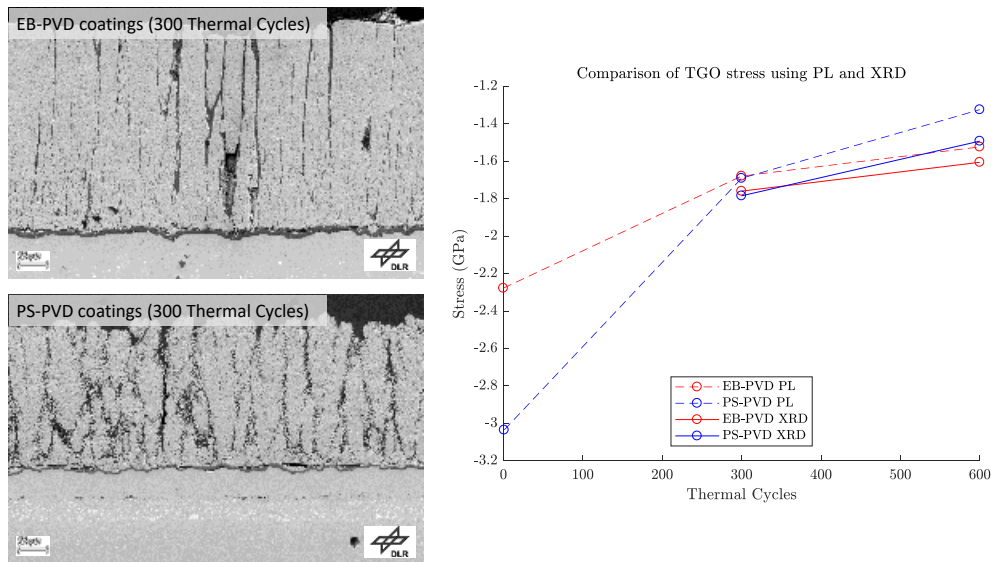 EB-PVD coatings (300 Thermal Cycles)
DLR
PS-PVD coatings (300 Thermal Cycles)
DLR
Comparison of TGO stress using PL and XRD
Stress (GPa)
-1.2
-1.4
-1.6
-1.8
-2
-2.2
-2.4
-2.6
-2.8
-3
-3.2
EB-PVD PL
PS-PVD PL
EB-PVD XRD
PS-PVD XRD
0 100 200 300 400 500 600
Thermal Cycles